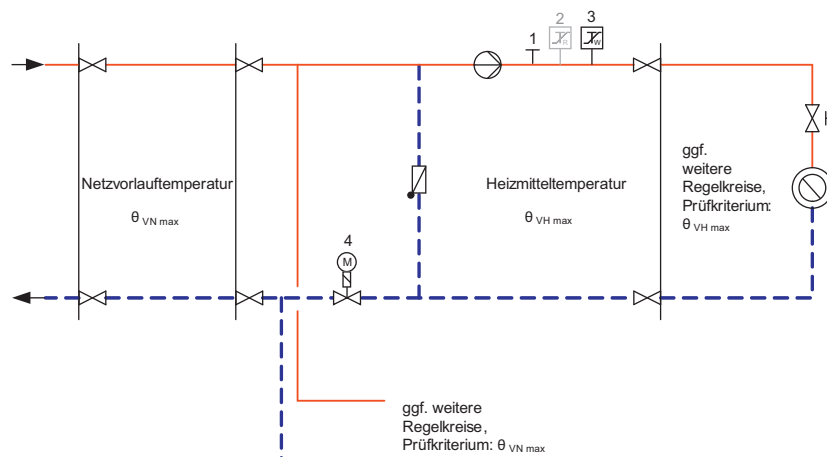 1
2
3
T R
T W
Netzvorlauftemperatur
θ VN max
Heizmitteltemperatur
θ VH max
ggf.
weitere
Regelkreise,
Prüfkriterium:
θ VH max
4
M
ggf. weitere
Regelkreise,
Prüfkriterium: θ VN max